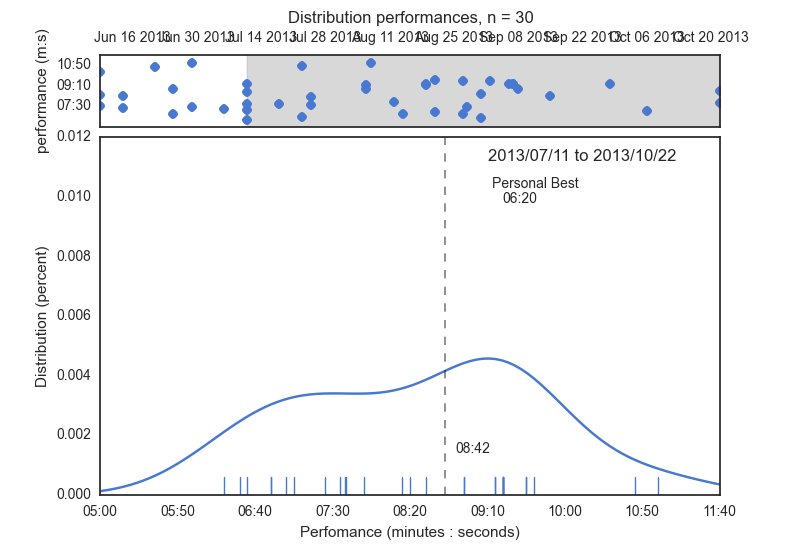 Distribution performances, n = 30
Jun 16 2013 Jun 30 2013 Jul 14 2013 Jul 28 2013 Aug 11 2013 Aug 25 2013 Sep 08 2013 Sep 22 2013 Oct 06 2013 Oct 20 2013
performance (m:s)
10:50
09:10
07:30
0.012
2013/07/11 to 2013/10/22
Personal Best
06:20
0.010
0.008
Distribution (percent)
0.006
0.004
0.002
08:42
0.000
05:00 05:50 06:40 07:30 08:20 09:10 10:00 10:50 11:40
Perfomance (minutes : seconds)